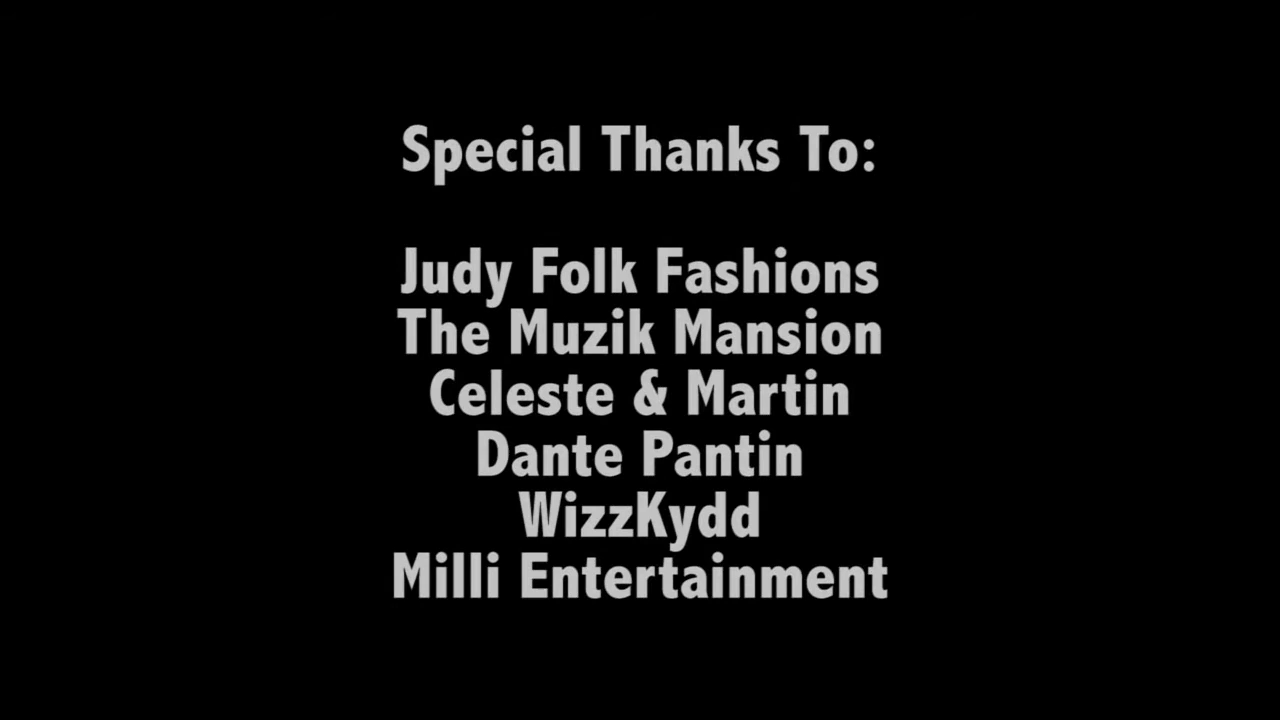 Special Thanks To:
Judy Folk Fashions
The Muzik Mansion
Celeste & Martin
Dante Pantin
WizzKydd
Milli Entertainment